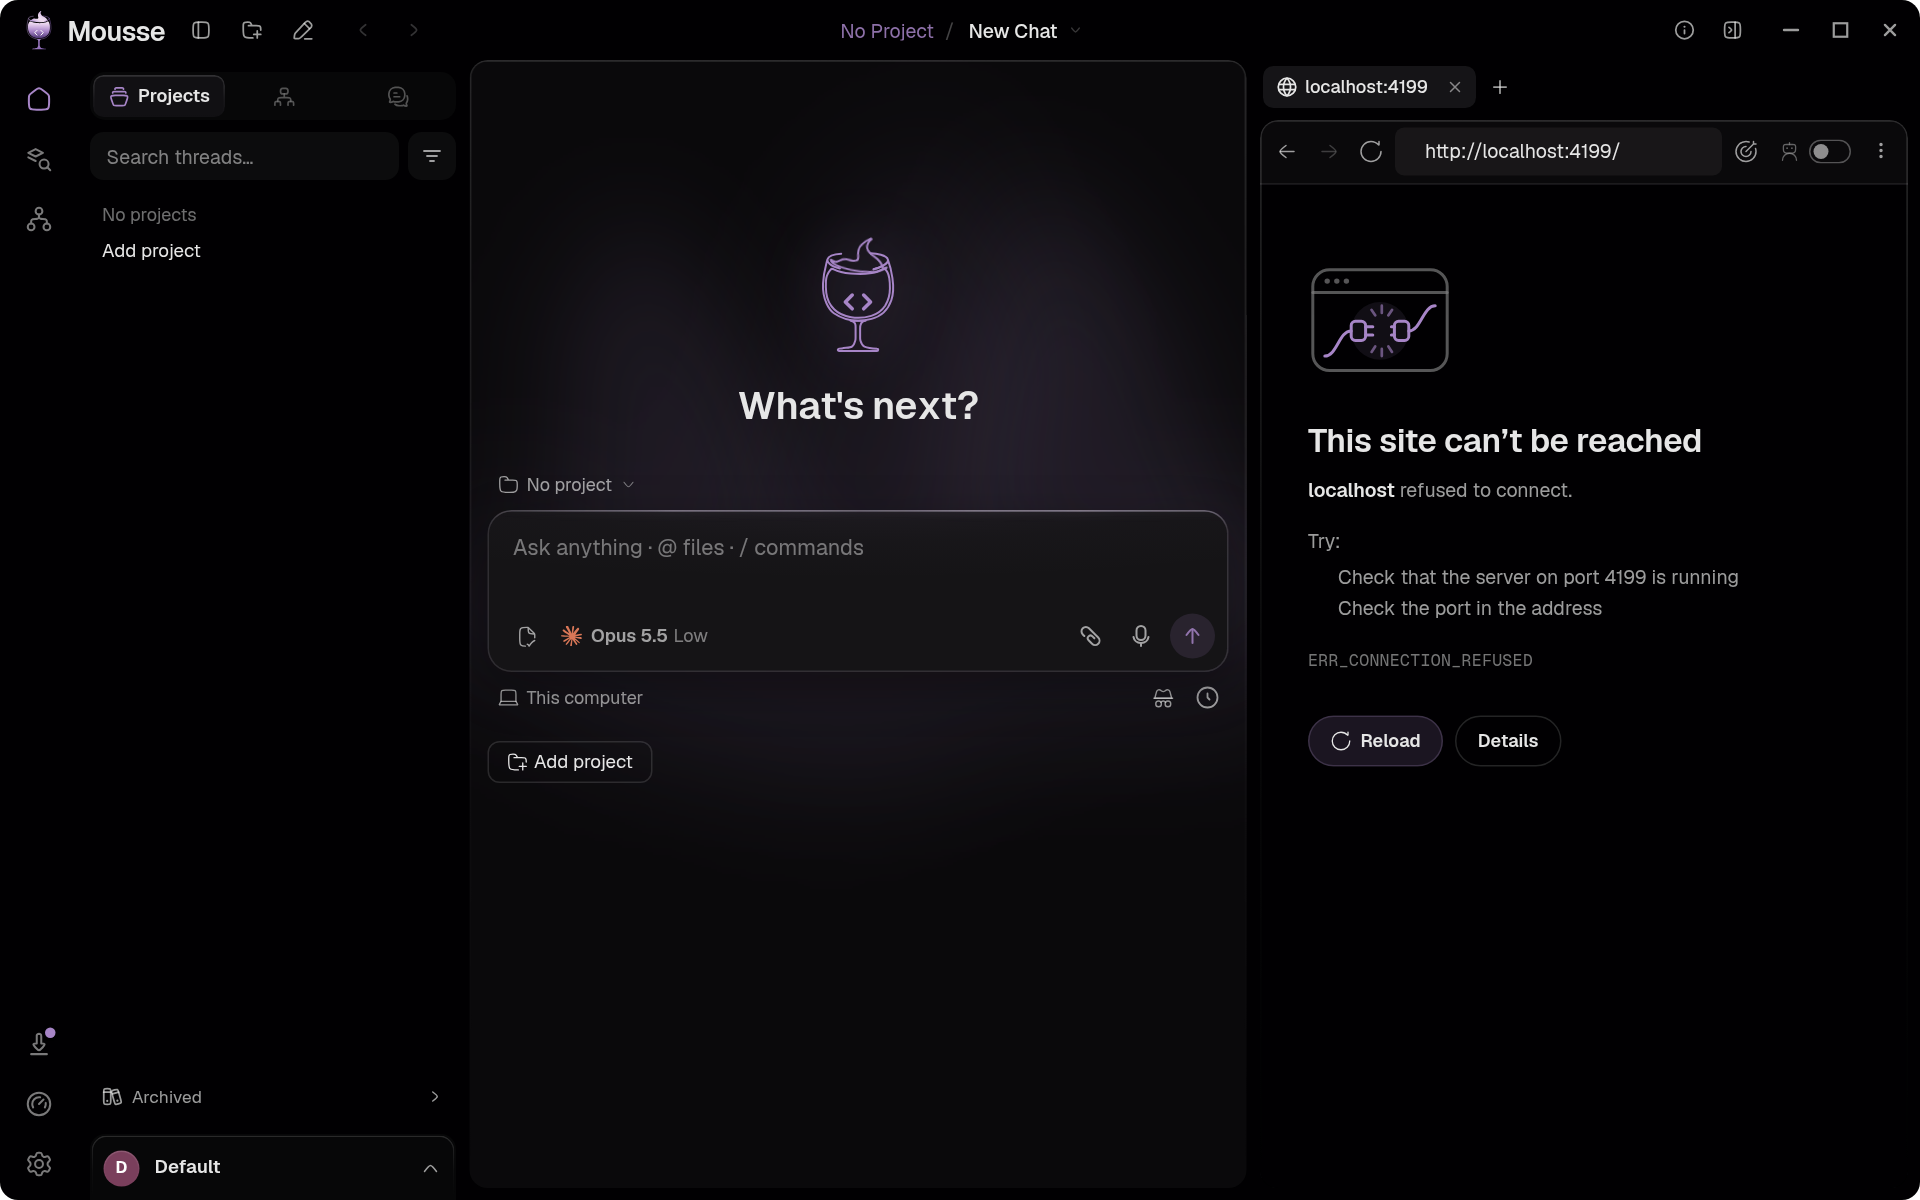 Mousse
No Project / New Chat
Projects
Search threads...
No projects
Add project
Archived
D Default
What's next?
No project
Ask anything · @ files · / commands
Opus 5.5 Low
This computer
Add project
localhost:4199
http://localhost:4199/
This site can’t be reached
localhost refused to connect.
Try:
Check that the server on port 4199 is running
Check the port in the address
ERR_CONNECTION_REFUSED
Reload
Details